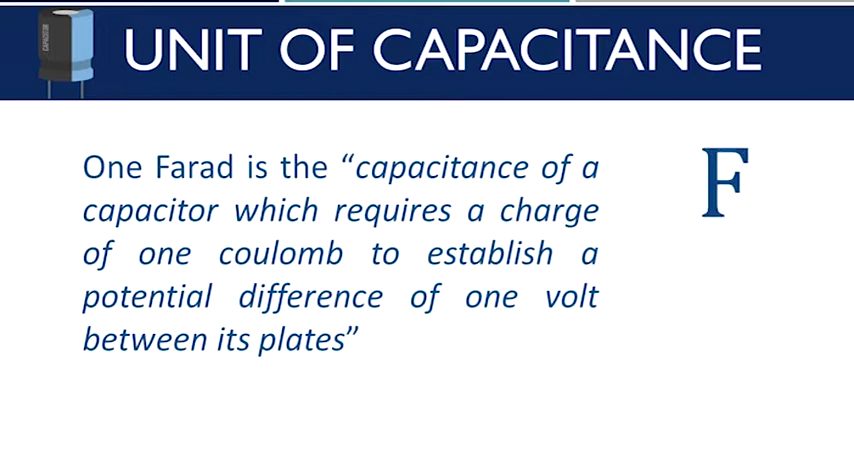 CAPACITOR
UNIT OF CAPACITANCE
One Farad is the “capacitance of a
capacitor which requires a charge
of one coulomb to establish a
potential difference of one volt
between its plates”
F